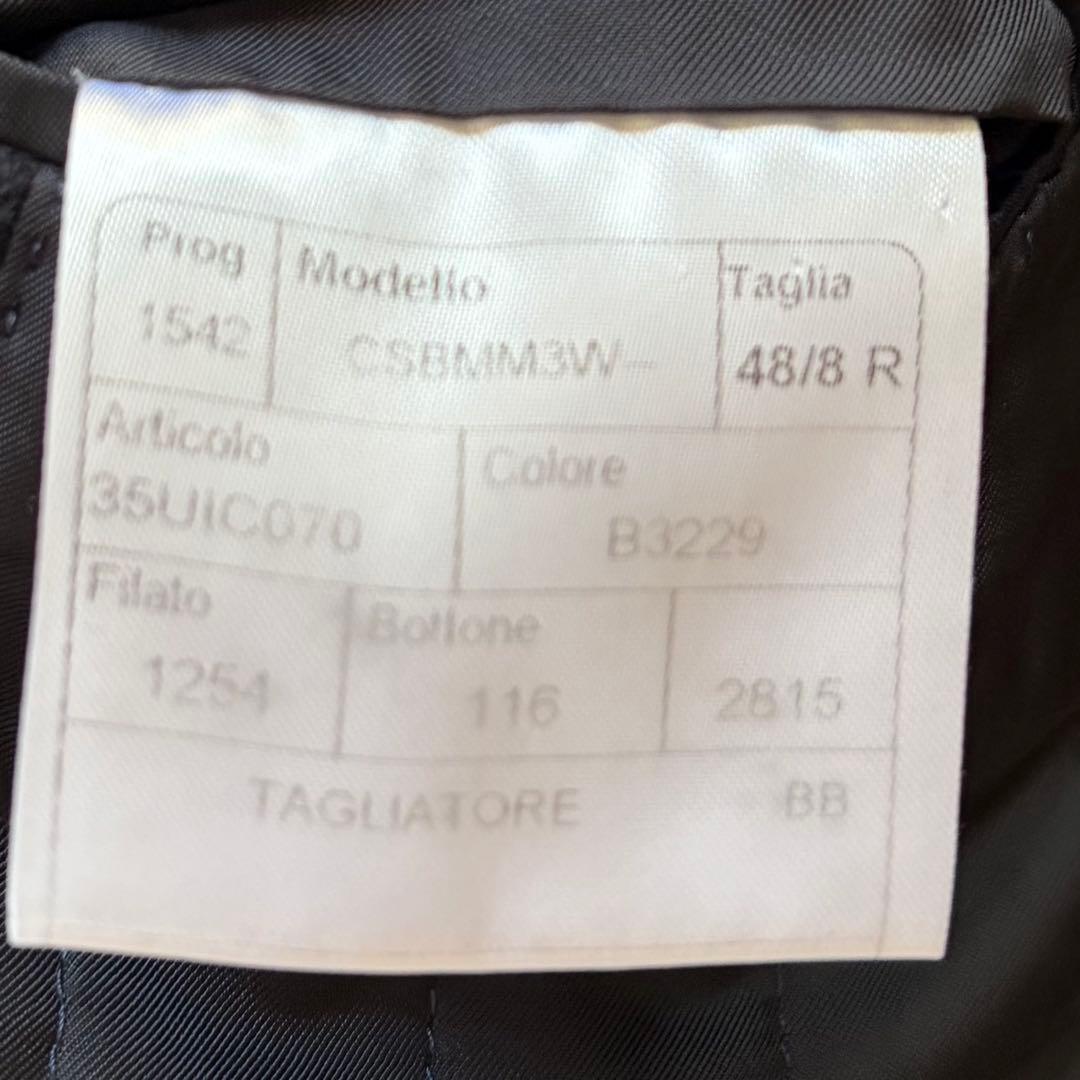 Prog Modello Taglia
1542 CSBMM3W- 48/8 R
Articolo Colore
35UIC070 B3229
Filato Bottone
1254 116 2815
TAGLIATORE BB